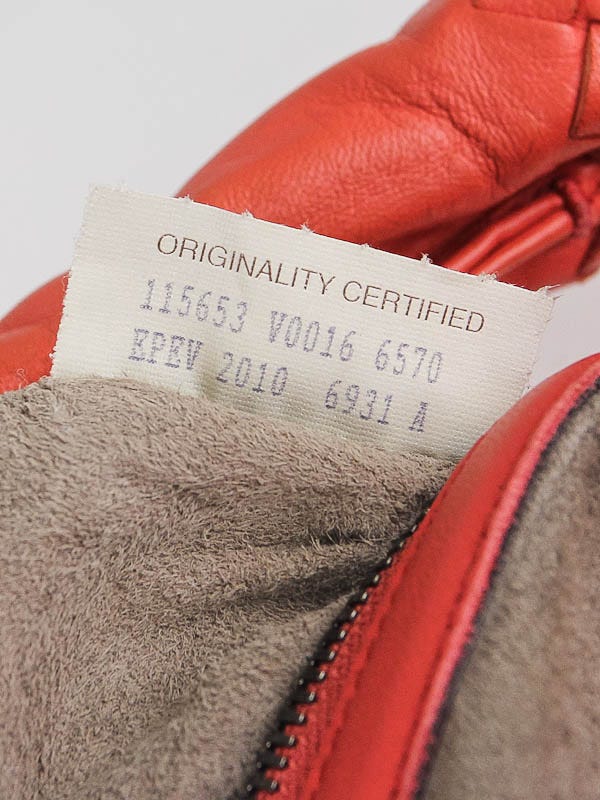 ORIGINALITY CERTIFIED
115653 V0016 6570
EPEV 2010 6931 A